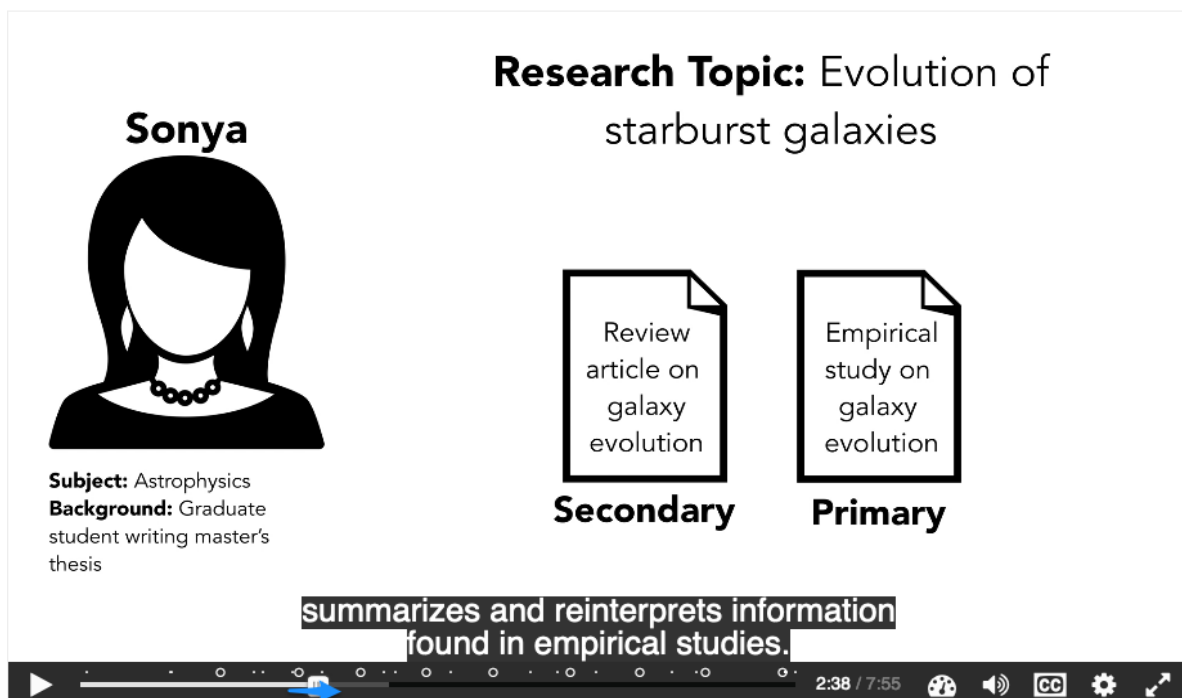 Research Topic: Evolution of
starburst galaxies
Sonya
Subject: Astrophysics
Background: Graduate
student writing master's
thesis
Review
article on
galaxy
evolution
Secondary
Empirical
study on
galaxy
evolution
Primary
summarizes and reinterprets information
found in empirical studies.
2:38 / 7:55
CC